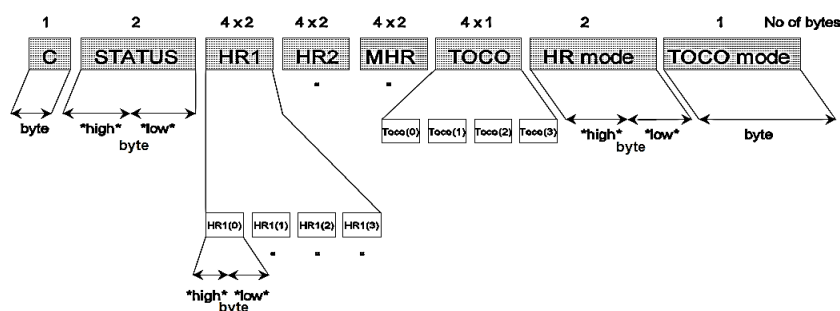 1 2 4 x 2 4 x 2 4 x 2 4 x 1 2 1 No of bytes
C STATUS HR1 HR2 MHR TOCO HR mode TOCO mode
byte *high* *low* *high* *low* byte
byte byte
Toco(0) Toco(1) Toco(2) Toco(3)
HR1(0) HR1(1) HR1(2) HR1(3)
*high* *low*
byte